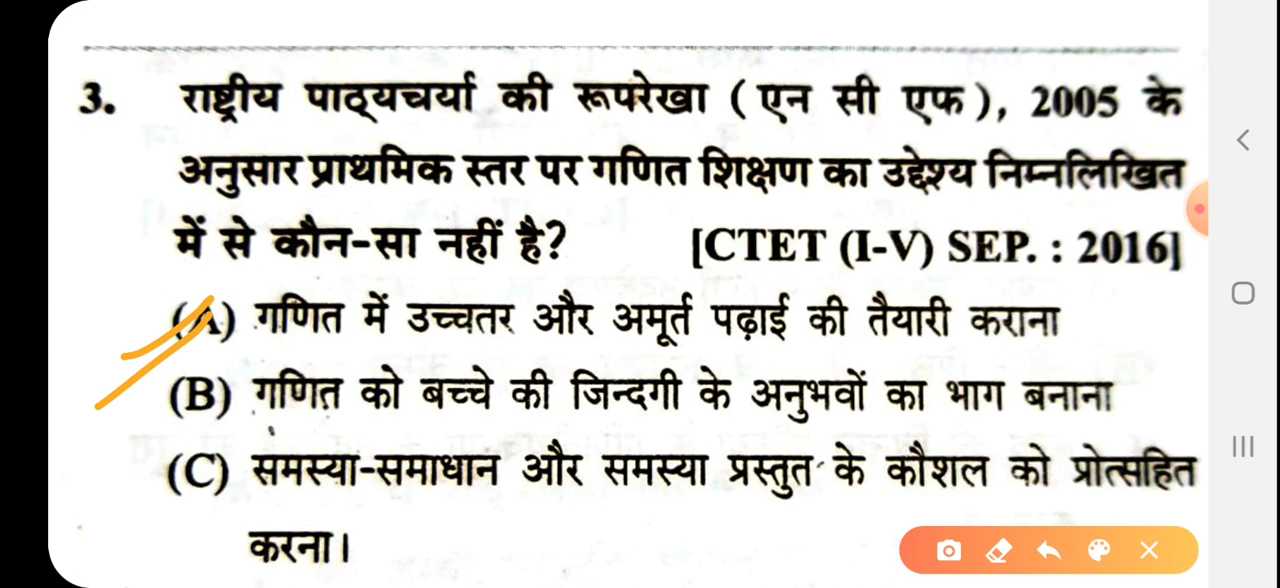 3. राष्ट्रीय पाठ्यचर्या की रूपरेखा ( एन सी एफ ), 2005 के
अनुसार प्राथमिक स्तर पर गणित शिक्षण का उद्देश्य निम्नलिखित
में से कौन-सा नहीं है? [CTET (I-V) SEP. : 2016]
(A) गणित में उच्चतर और अमूर्त पढ़ाई की तैयारी कराना
(B) गणित को बच्चे की जिन्दगी के अनुभवों का भाग बनाना
(C) समस्या-समाधान और समस्या प्रस्तुत के कौशल को प्रोत्सहित
करना।